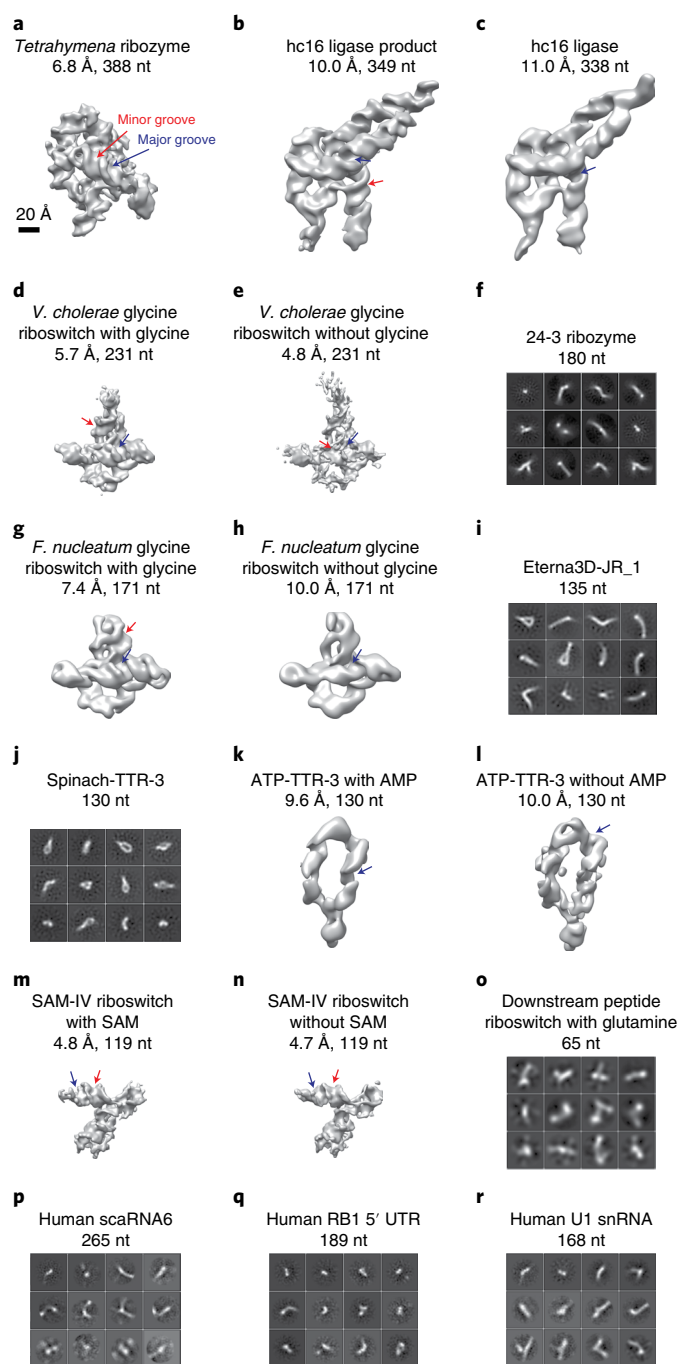 a
Tetrahymena ribozyme
6.8 Å, 388 nt
Minor groove
Major groove
20 Å
b
hc16 ligase product
10.0 Å, 349 nt
c
hc16 ligase
11.0 Å, 338 nt
d
V. cholerae glycine
riboswitch with glycine
5.7 Å, 231 nt
e
V. cholerae glycine
riboswitch without glycine
4.8 Å, 231 nt
f
24-3 ribozyme
180 nt
g
F. nucleatum glycine
riboswitch with glycine
7.4 Å, 171 nt
h
F. nucleatum glycine
riboswitch without glycine
10.0 Å, 171 nt
i
Eterna3D-JR_1
135 nt
j
Spinach-TTR-3
130 nt
k
ATP-TTR-3 with AMP
9.6 Å, 130 nt
l
ATP-TTR-3 without AMP
10.0 Å, 130 nt
m
SAM-IV riboswitch
with SAM
4.8 Å, 119 nt
n
SAM-IV riboswitch
without SAM
4.7 Å, 119 nt
o
Downstream peptide
riboswitch with glutamine
65 nt
p
Human scaRNA6
265 nt
q
Human RB1 5′ UTR
189 nt
r
Human U1 snRNA
168 nt